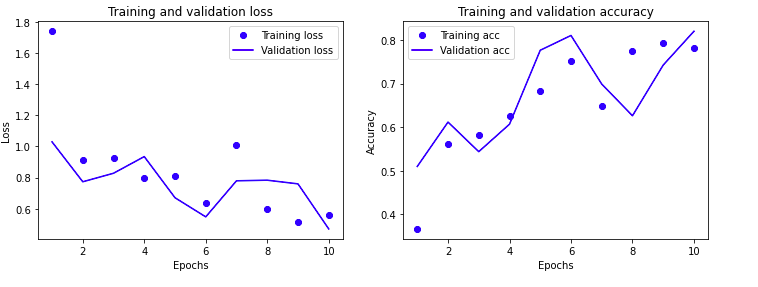 Training and validation loss
1.8
1.6
1.4
1.2
1.0
0.8
0.6
Loss
Training loss
Validation loss
2
4
6
8
10
Epochs
Training and validation accuracy
0.8
0.7
0.6
0.5
0.4
Accuracy
Training acc
Validation acc
2
4
6
8
10
Epochs